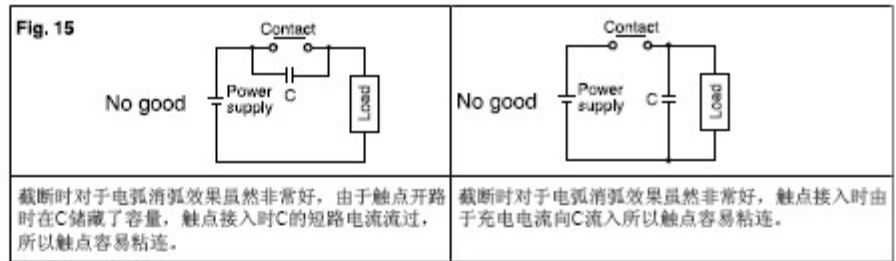 Fig. 15
Contact
No good
Power
supply
C
Load
Contact
No good
Power
supply
C
Load
截断时对于电弧消弧效果虽然非常好，由于触点开路
时在C储藏了容量，触点接入时C的短路电流流过，
所以触点容易粘连。
截断时对于电弧消弧效果虽然非常好，触点接入时由
于充电电流向C流入所以触点容易粘连。